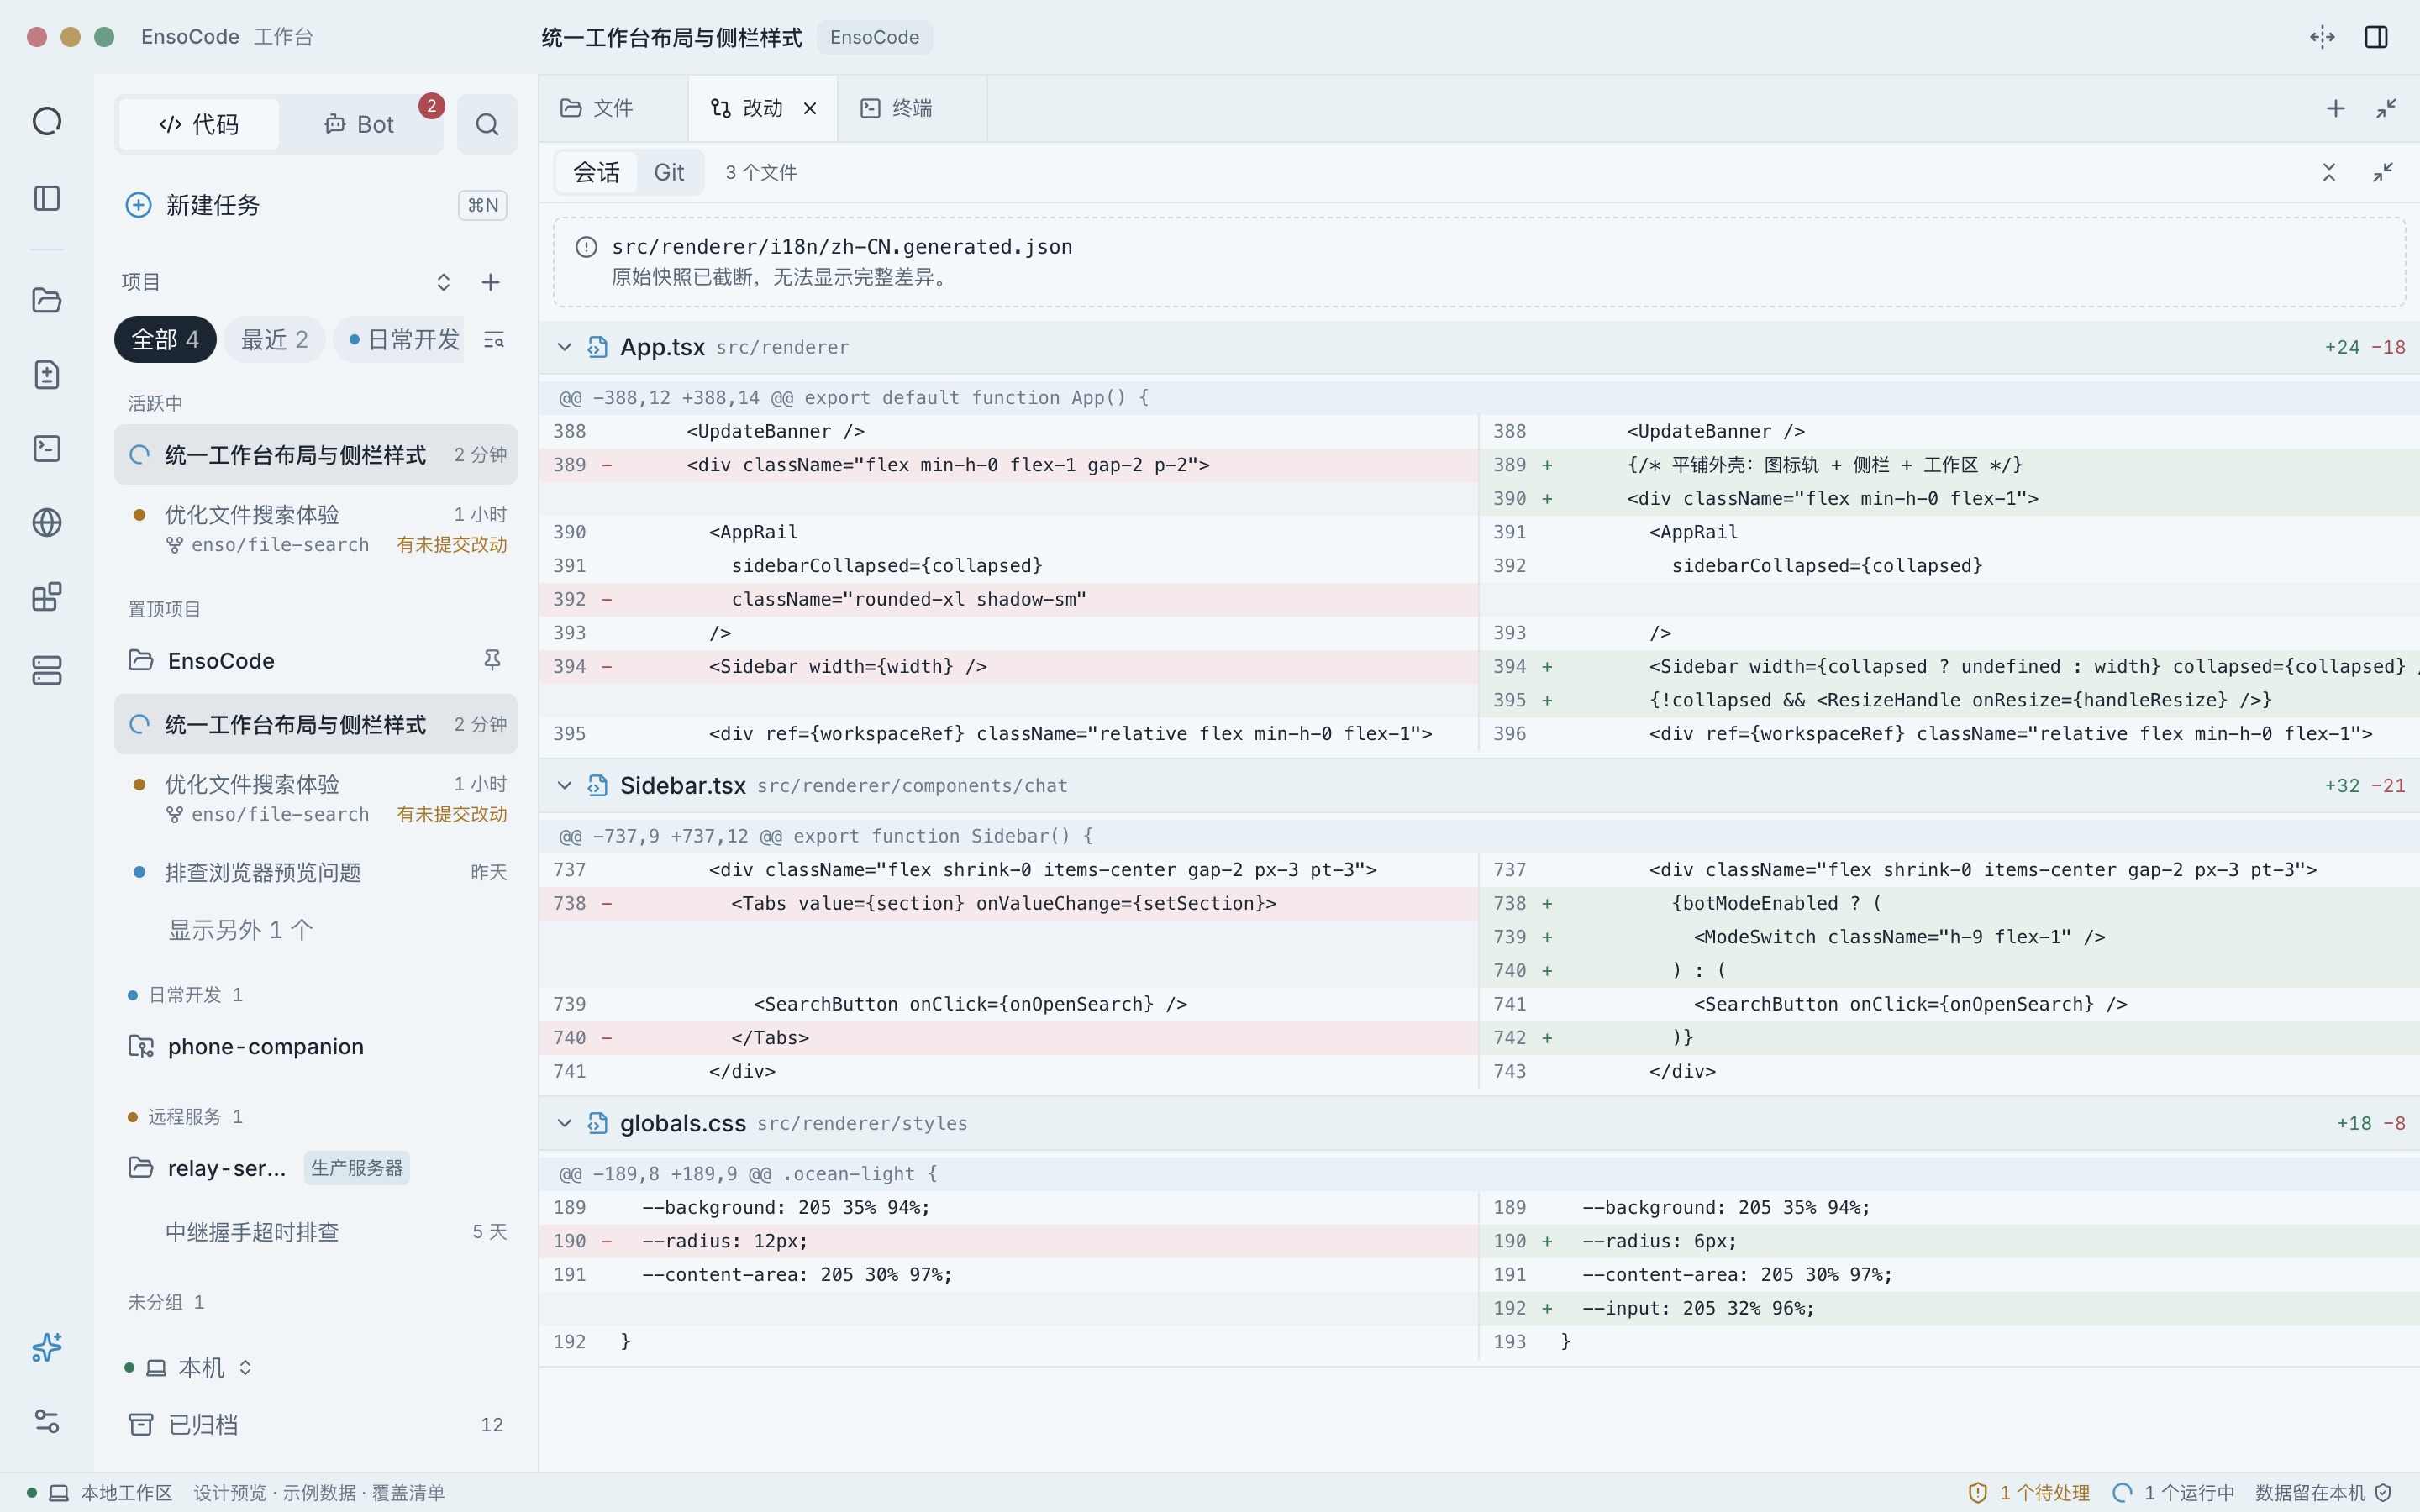 EnsoCode 工作台
统一工作台布局与侧栏样式 EnsoCode
代码 Bot 2
新建任务 ⌘N
项目
全部 4 最近 2 日常开发
活跃中
统一工作台布局与侧栏样式 2 分钟
优化文件搜索体验 1 小时
enso/file-search 有未提交改动
置顶项目
EnsoCode
统一工作台布局与侧栏样式 2 分钟
优化文件搜索体验 1 小时
enso/file-search 有未提交改动
排查浏览器预览问题 昨天
显示另外 1 个
日常开发 1
phone-companion
远程服务 1
relay-ser... 生产服务器
中继握手超时排查 5 天
未分组 1
本机
已归档 12
文件 改动 终端
会话 Git 3 个文件
src/renderer/i18n/zh-CN.generated.json
原始快照已截断，无法显示完整差异。
App.tsx src/renderer +24 -18
@@ -388,12 +388,14 @@ export default function App() {
388 <UpdateBanner /> 388 <UpdateBanner />
389 - <div className="flex min-h-0 flex-1 gap-2 p-2"> 389 + {/* 平铺外壳：图标轨 + 侧栏 + 工作区 */}
390 + <div className="flex min-h-0 flex-1">
390 <AppRail 391 <AppRail
391 sidebarCollapsed={collapsed} 392 sidebarCollapsed={collapsed}
392 - className="rounded-xl shadow-sm"
393 /> 393 />
394 - <Sidebar width={width} /> 394 + <Sidebar width={collapsed ? undefined : width} collapsed={collapsed} /
395 + {!collapsed && <ResizeHandle onResize={handleResize} />}
395 <div ref={workspaceRef} className="relative flex min-h-0 flex-1"> 396 <div ref={workspaceRef} className="relative flex min-h-0 flex-1">
Sidebar.tsx src/renderer/components/chat +32 -21
@@ -737,9 +737,12 @@ export function Sidebar() {
737 <div className="flex shrink-0 items-center gap-2 px-3 pt-3"> 737 <div className="flex shrink-0 items-center gap-2 px-3 pt-3">
738 - <Tabs value={section} onValueChange={setSection}> 738 + {botModeEnabled ? (
739 + <ModeSwitch className="h-9 flex-1" />
740 + ) : (
739 <SearchButton onClick={onOpenSearch} /> 741 <SearchButton onClick={onOpenSearch} />
740 - </Tabs> 742 + )}
741 </div> 743 </div>
globals.css src/renderer/styles +18 -8
@@ -189,8 +189,9 @@ .ocean-light {
189 --background: 205 35% 94%; 189 --background: 205 35% 94%;
190 - --radius: 12px; 190 + --radius: 6px;
191 --content-area: 205 30% 97%; 191 --content-area: 205 30% 97%;
192 + --input: 205 32% 96%;
192 } 193 }
本地工作区 设计预览 · 示例数据 · 覆盖清单 1 个待处理 1 个运行中 数据留在本机